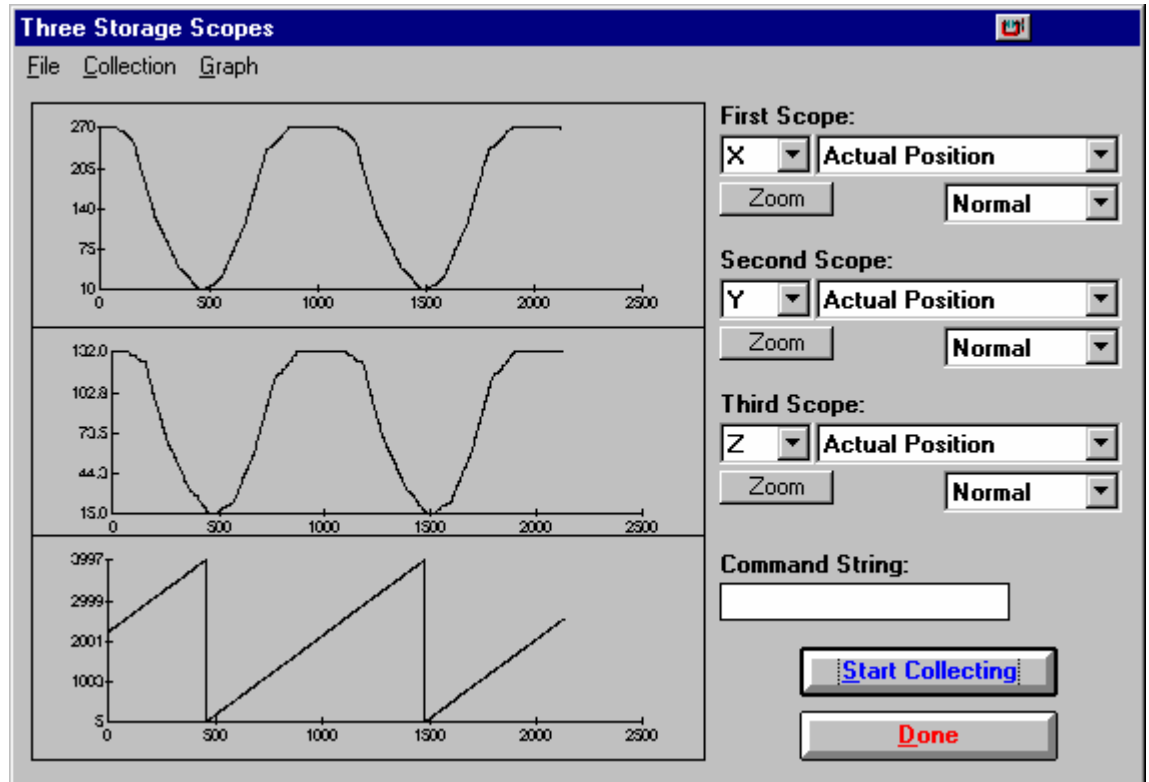 Three Storage Scopes
File Collection Graph
270
205
140
75
10
0 500 1000 1500 2000 2500
132.0
102.8
73.5
44.3
15.0
0 500 1000 1500 2000 2500
3997
2999
2001
1003
5
0 500 1000 1500 2000 2500
First Scope:
X Actual Position
Zoom Normal
Second Scope:
Y Actual Position
Zoom Normal
Third Scope:
Z Actual Position
Zoom Normal
Command String:
Start Collecting
Done